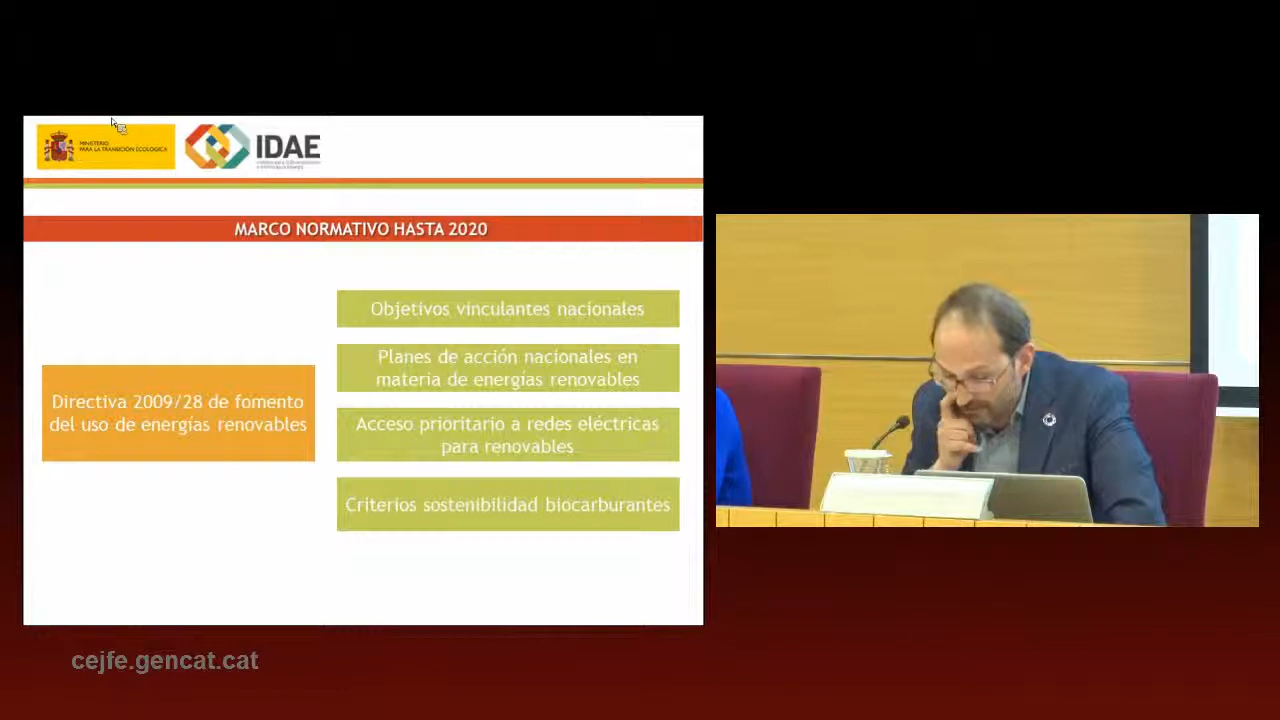 MINISTERIO
PARA LA TRANSICIÓN ECOLÓGICA
IDAE
MARCO NORMATIVO HASTA 2020
Objetivos vinculantes nacionales
Planes de acción nacionales en
materia de energías renovables
Directiva 2009/28 de fomento
del uso de energías renovables
Acceso prioritario a redes eléctricas
para renovables
Criterios sostenibilidad biocarburantes
cejfe.gencat.cat